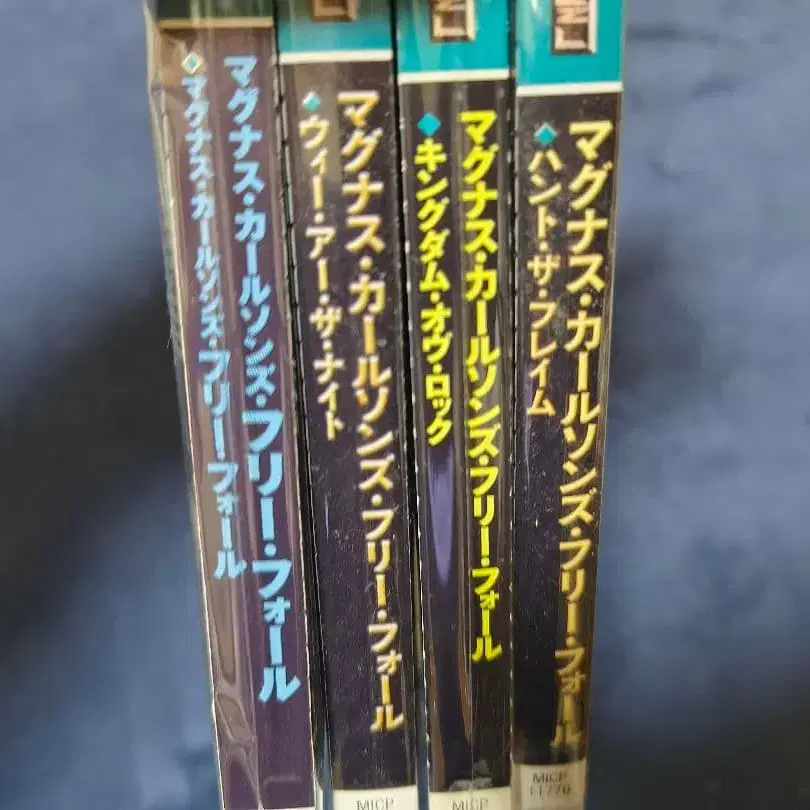 マグナス・カールソンズ・フリー・フォール
マグナス・カールソンズ・フリー・フォール
マグナス・カールソンズ・フリー・フォール
ウィー・アー・ザ・ナイト
MICP
マグナス・カールソンズ・フリー・フォール
キングダム・オヴ・ロック
MICP
マグナス・カールソンズ・フリー・フォール
ハント・ザ・フレイム
MICP
11776